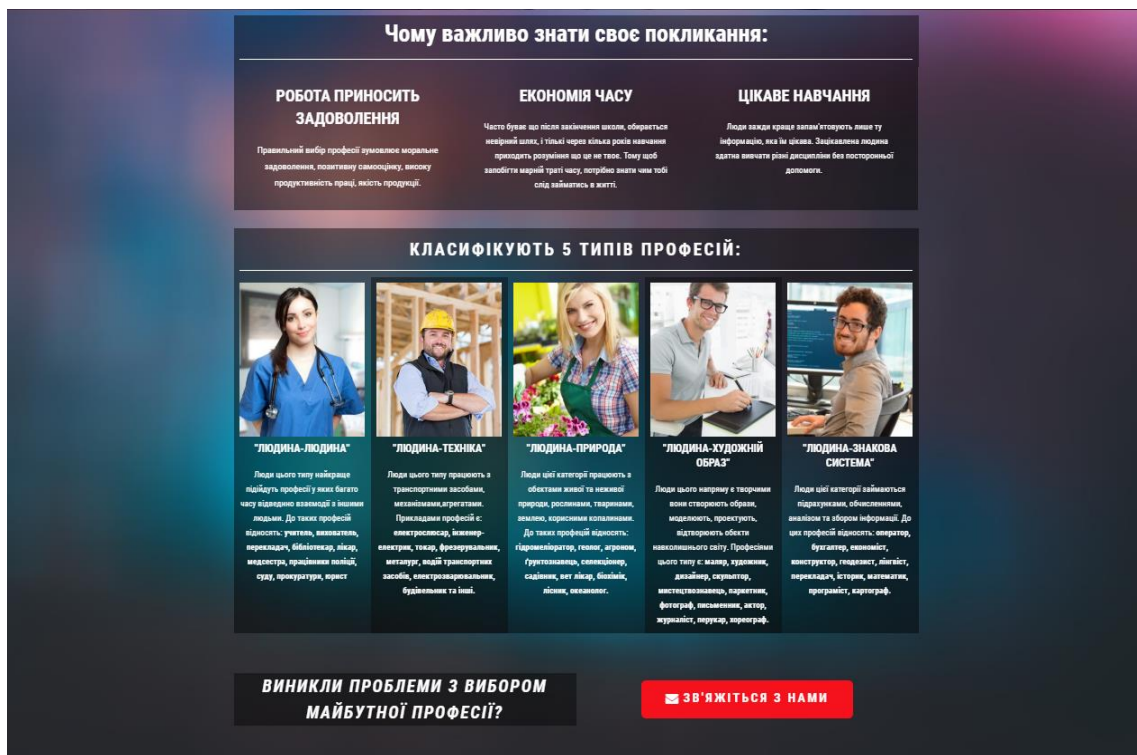 Чому важливо знати своє покликання:
РОБОТА ПРИНОСИТЬ
ЗАДОВОЛЕННЯ
Правильний вибір професії зумовлює моральне
задоволення, позитивну самооцінку, високу
продуктивність праці, якість продукції.
ЕКОНОМІЯ ЧАСУ
Часто буває що після закінчення школи, обирається
невірний шлях, і тількі через кілька років навчання
приходить розуміння що це не твоє. Тому щоб
запобігти марній траті часу, потрібно знати чим тобі
слід займатись в житті.
ЦІКАВЕ НАВЧАННЯ
Люди зажди краще запам'ятовують лише ту
інформацію, яка їм цікава. Зацікавлена людина
здатна вивчати різні дисципліни без посторонньої
допомоги.
КЛАСИФІКУЮТЬ 5 ТИПІВ ПРОФЕСІЙ:
"ЛЮДИНА-ЛЮДИНА"
Люди цього типу найкраще
підійдуть професії у яких багато
часу відведино взаємодії з іншими
людьми. До таких професій
відносять: учитель, вихователь,
перекладач, бібліотекар, лікар,
медсестра, працівники поліції,
суду, прокуратури, юрист
"ЛЮДИНА-ТЕХНІКА"
Люди цього типу працюють з
транспортними засобами,
механізмами,агрегатами.
Прикладами професій є:
електрослюсар, інженер-
електрик, токар, фрезерувальник,
металург, водій транспортних
засобів, електрозварювальник,
будівельник та інші.
"ЛЮДИНА-ПРИРОДА"
Люди цієї категорії працюють з
обєктами живої та неживої
природи, рослинами, тваринами,
землею, корисними копалинами.
До таких профецій відносять:
гідромеліоратор, геолог, агроном,
ґрунтознавець, селекціонер,
садівник, вет лікар, біохімік,
лісник, океанолог.
"ЛЮДИНА-ХУДОЖНІЙ
ОБРАЗ"
Люди цього напряму є творчими
вони створюють образи,
моделюють, проектують,
відтворюють обєкти
навколишнього світу. Професіями
цього типу є: маляр, художник,
дизайнер, скульптор,
мистецтвознавець, паркетник,
фотограф, письменник, актор,
журналіст, перукар, хореограф.
"ЛЮДИНА-ЗНАКОВА
СИСТЕМА"
Люди цієї категорії займаються
підрахунками, обчисленнями,
аналізом та збором інформації. До
цих професій відносять: оператор,
бухгалтер, економіст,
конструктор, геодезист, лінгвіст,
перекладач, історик, математик,
програміст, картограф.
ВИНИКЛИ ПРОБЛЕМИ З ВИБОРОМ
МАЙБУТНОЇ ПРОФЕСІЇ?
ЗВ'ЯЖІТЬСЯ З НАМИ